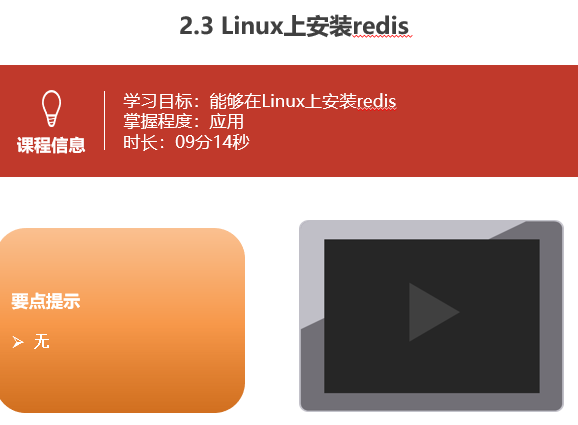 2.3 Linux上安装redis
学习目标：能够在Linux上安装redis
掌握程度：应用
时长：09分14秒
课程信息
要点提示
➢ 无